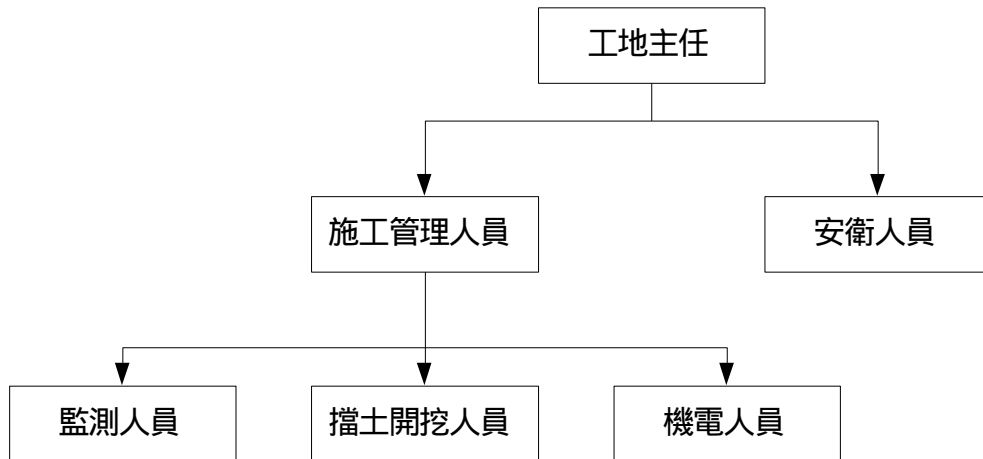 工地主任
施工管理人員
安衛人員
監測人員
擋土開挖人員
機電人員